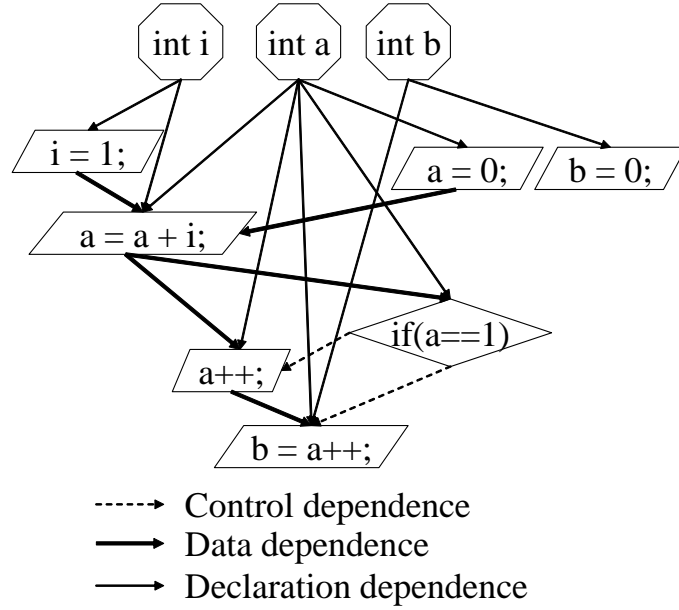 int i
int a
int b
i = 1;
a = 0;
b = 0;
a = a + i;
if(a==1)
a++;
b = a++;
Control dependence
Data dependence
Declaration dependence